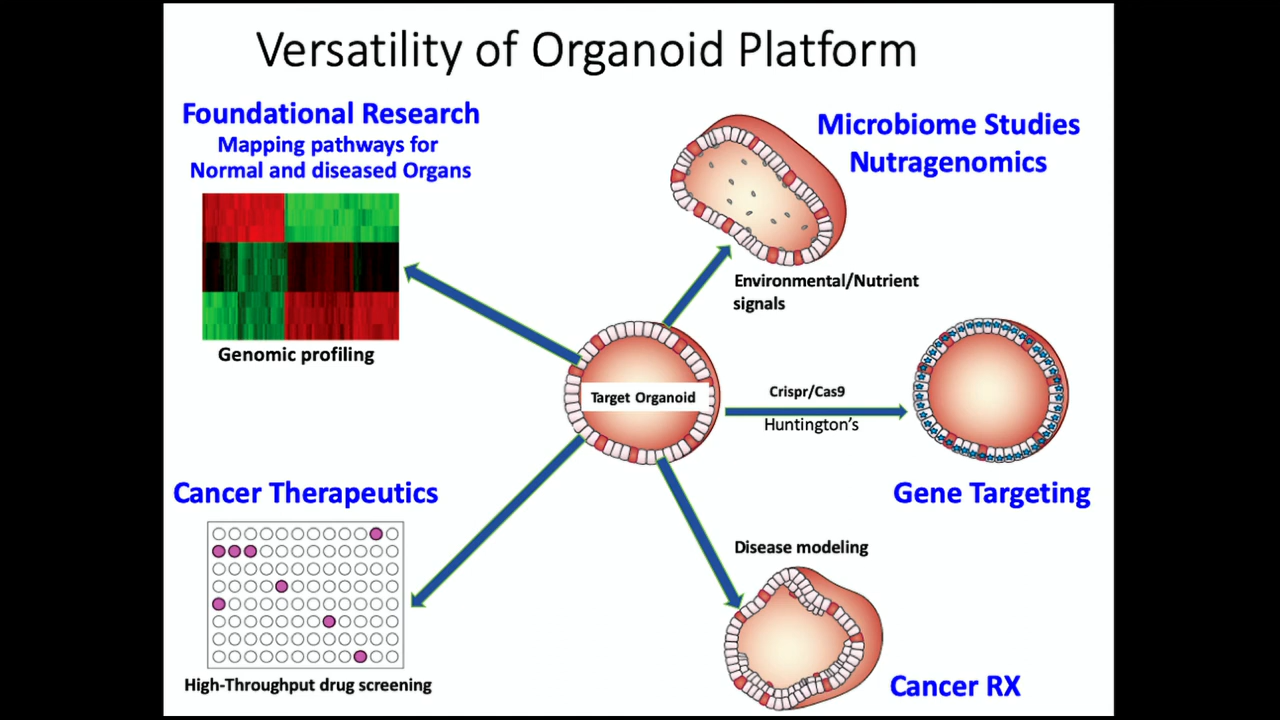 Versatility of Organoid Platform
Foundational Research
Mapping pathways for
Normal and diseased Organs
Genomic profiling
Microbiome Studies
Nutragenomics
Environmental/Nutrient
signals
Target Organoid
Crispr/Cas9
Huntington's
Gene Targeting
Cancer Therapeutics
High-Throughput drug screening
Disease modeling
Cancer RX